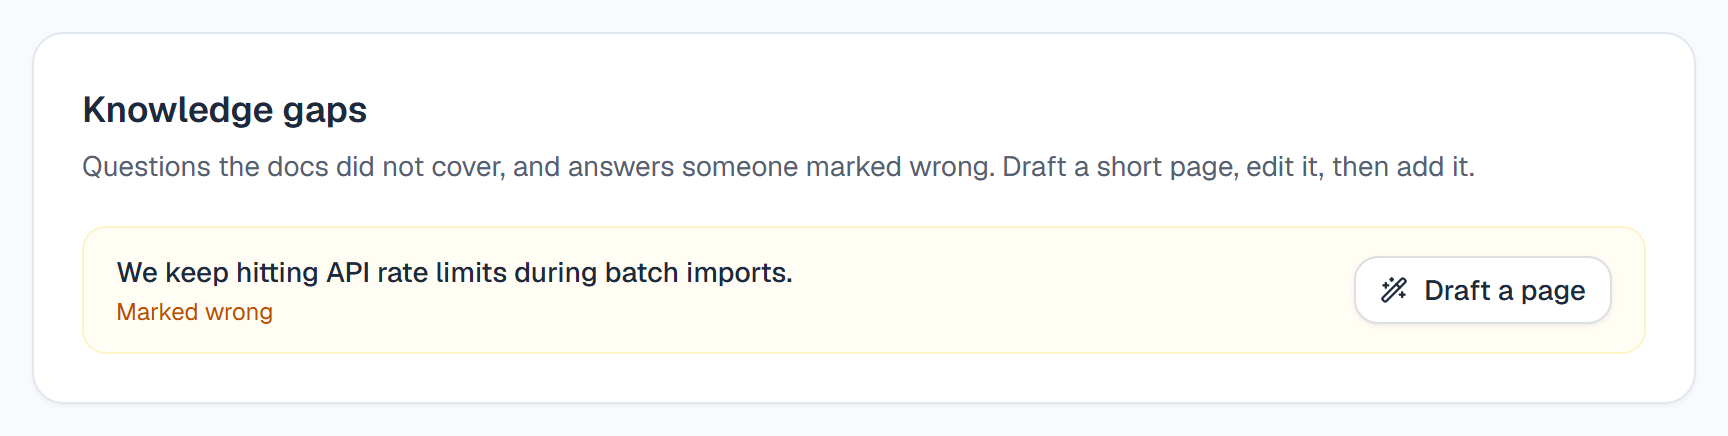 Knowledge gaps
Questions the docs did not cover, and answers someone marked wrong. Draft a short page, edit it, then add it.
We keep hitting API rate limits during batch imports.
Marked wrong
Draft a page